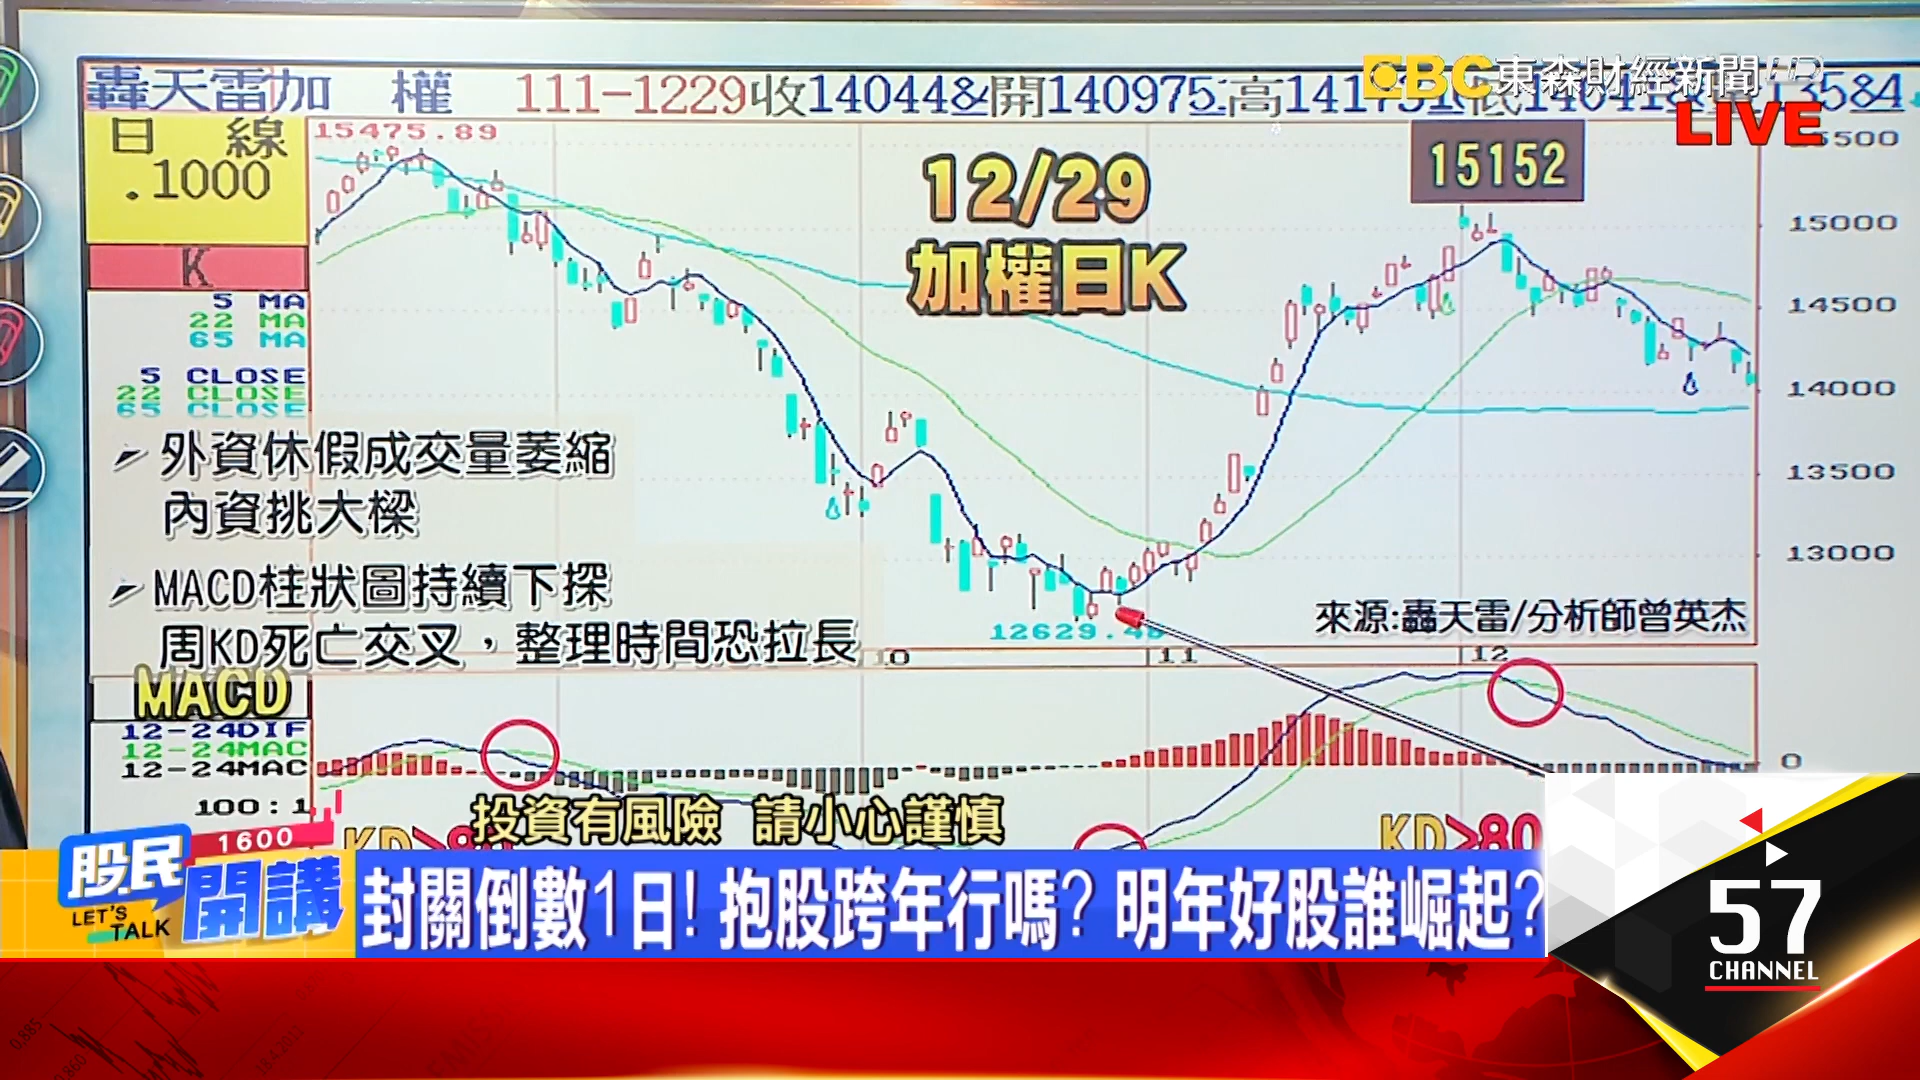 轟天雷加 權 111-1229收14044&開140975
EBC東森財經新聞HD
LIVE
日 線
.1000
15475.89
12/29
加權日K
15152
K
5 MA
22 MA
65 MA
5 CLOSE
22 CLOSE
65 CLOSE
15000
14500
14000
13500
13000
外資休假成交量萎縮
內資挑大樑
MACD柱狀圖持續下探
周KD死亡交叉，整理時間恐拉長
12629.48
來源:轟天雷/分析師曾英杰
10 11 12
MACD
12-24DIF
12-24MAC
12-24MAC
100:1
0
投資有風險 請小心謹慎
KD>80
KD>80
股民開講
1600
LET'S TALK
封關倒數1日! 抱股跨年行嗎? 明年好股誰崛起?
57
CHANNEL